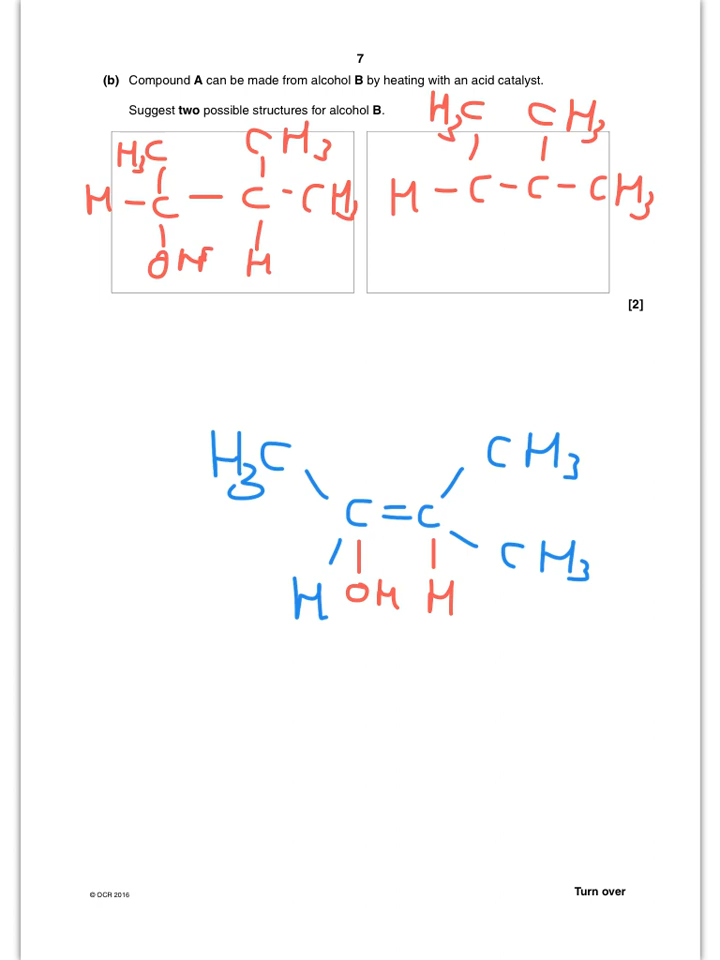 7
(b) Compound A can be made from alcohol B by heating with an acid catalyst.
Suggest two possible structures for alcohol B.
H3C CH3
H–C–C–CH3
OH H
H3C CH3
H–C–C–CH3
[2]
H3C CH3
C=C
H OH H CH3
© OCR 2016
Turn over